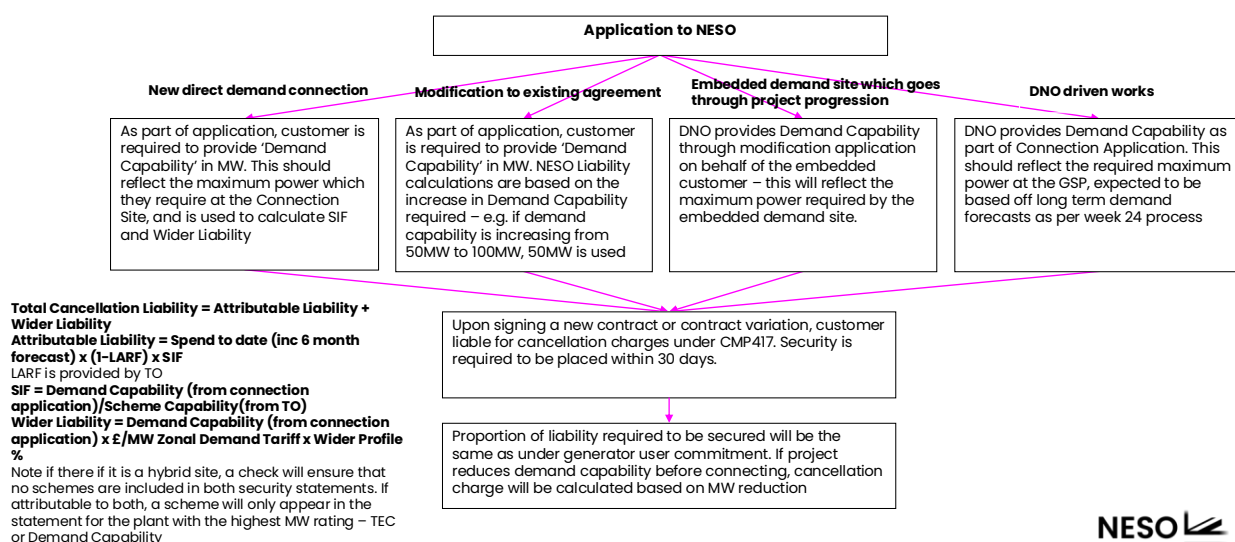 Application to NESO
New direct demand connection
Modification to existing agreement
Embedded demand site which goes
through project progression
DNO driven works
As part of application, customer is
required to provide ‘Demand
Capability’ in MW. This should
reflect the maximum power which
they require at the Connection
Site, and is used to calculate SIF
and Wider Liability
As part of application, customer
is required to provide ‘Demand
Capability’ in MW. NESO Liability
calculations are based on the
increase in Demand Capability
required – e.g. if demand
capability is increasing from
50MW to 100MW, 50MW is used
DNO provides Demand Capability
through modification application
on behalf of the embedded
customer – this will reflect the
maximum power required by the
embedded demand site.
DNO provides Demand Capability as
part of Connection Application. This
should reflect the required maximum
power at the GSP, expected to be
based off long term demand
forecasts as per week 24 process
Total Cancellation Liability = Attributable Liability +
Wider Liability
Attributable Liability = Spend to date (inc 6 month
forecast) x (1-LARF) x SIF
LARF is provided by TO
SIF = Demand Capability (from connection
application)/Scheme Capability(from TO)
Wider Liability = Demand Capability (from connection
application) x £/MW Zonal Demand Tariff x Wider Profile
%
Note if there if it is a hybrid site, a check will ensure that
no schemes are included in both security statements. If
attributable to both, a scheme will only appear in the
statement for the plant with the highest MW rating – TEC
or Demand Capability
Upon signing a new contract or contract variation, customer
liable for cancellation charges under CMP417. Security is
required to be placed within 30 days.
Proportion of liability required to be secured will be the
same as under generator user commitment. If project
reduces demand capability before connecting, cancellation
charge will be calculated based on MW reduction
NESO